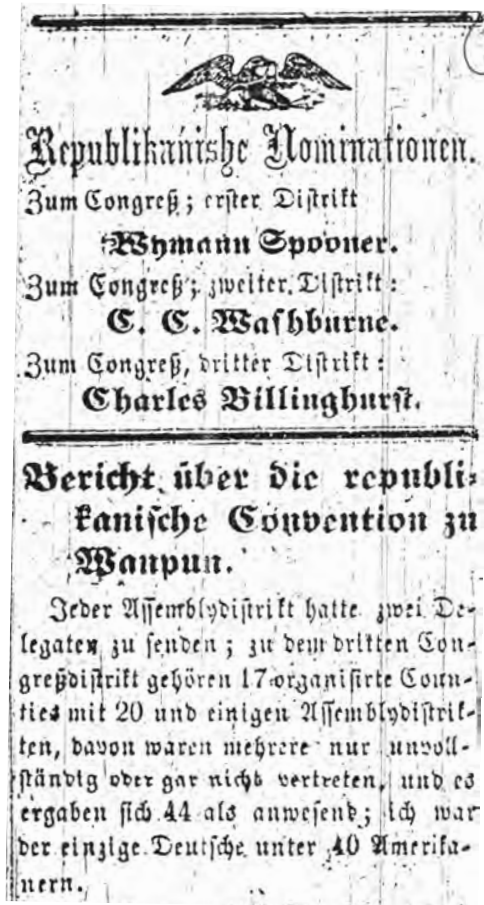 Republikanishe Nominationen.
Zum Congreß; erster Distrikt
Wymann Spooner.
Zum Congreß; zweiter Distrikt:
C. C. Washburne.
Zum Congreß, dritter Distrikt:
Charles Billinghurst.
Bericht über die republi-
kanische Convention zu
Waupun.
Jeder Assemblydistrikt hatte zwei De-
legaten zu senden; zu dem dritten Con-
greßdistrikt gehören 17 organisirte Coun-
ties mit 20 und einigen Assemblydistrik-
ten, davon waren mehrere nur unvoll-
ständig oder gar nicht vertreten, und es
ergaben sich 44 als anwesend; ich war
der einzige Deutsche unter 40 Amerika-
nern.